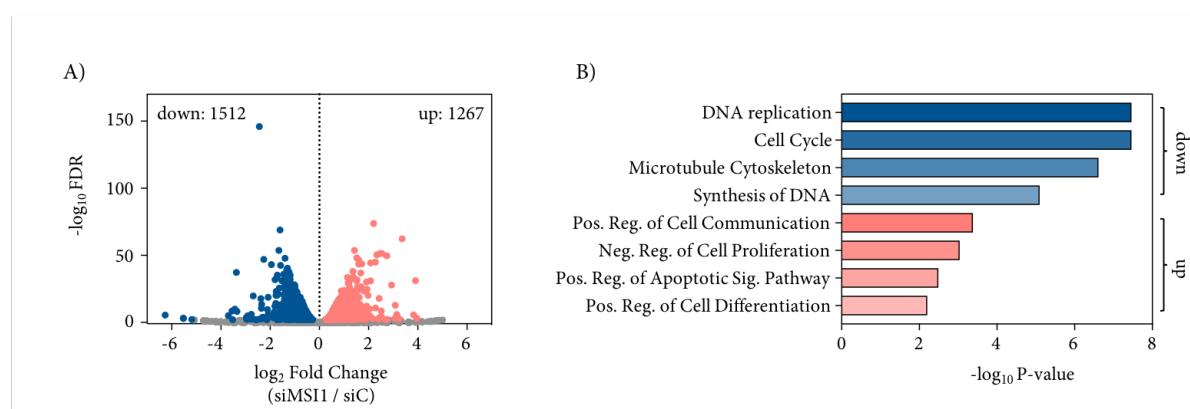 A)
down: 1512
up: 1267
150
100
50
0
-log10 FDR
-6 -4 -2 0 2 4 6
log2 Fold Change
(siMSI1 / siC)
B)
DNA replication
Cell Cycle
Microtubule Cytoskeleton
Synthesis of DNA
Pos. Reg. of Cell Communication
Neg. Reg. of Cell Proliferation
Pos. Reg. of Apoptotic Sig. Pathway
Pos. Reg. of Cell Differentiation
down
up
0 2 4 6 8
-log10 P-value